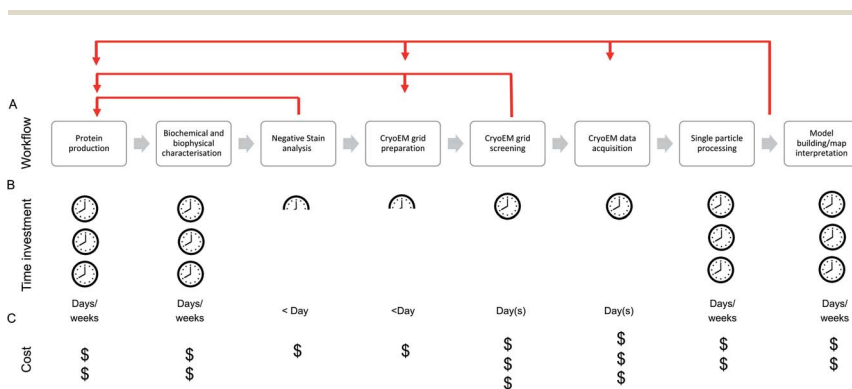 A
Workflow
Protein
production
Biochemical and
biophysical
characterisation
Negative Stain
analysis
CryoEM grid
preparation
CryoEM grid
screening
CryoEM data
acquisition
Single particle
processing
Model
building/map
interpretation
B
Time investment
Days/
weeks
Days/
weeks
< Day
<Day
Day(s)
Day(s)
Days/
weeks
Days/
weeks
C
Cost
$ $ $ $ $ $ $ $
$ $ $ $ $ $
$ $